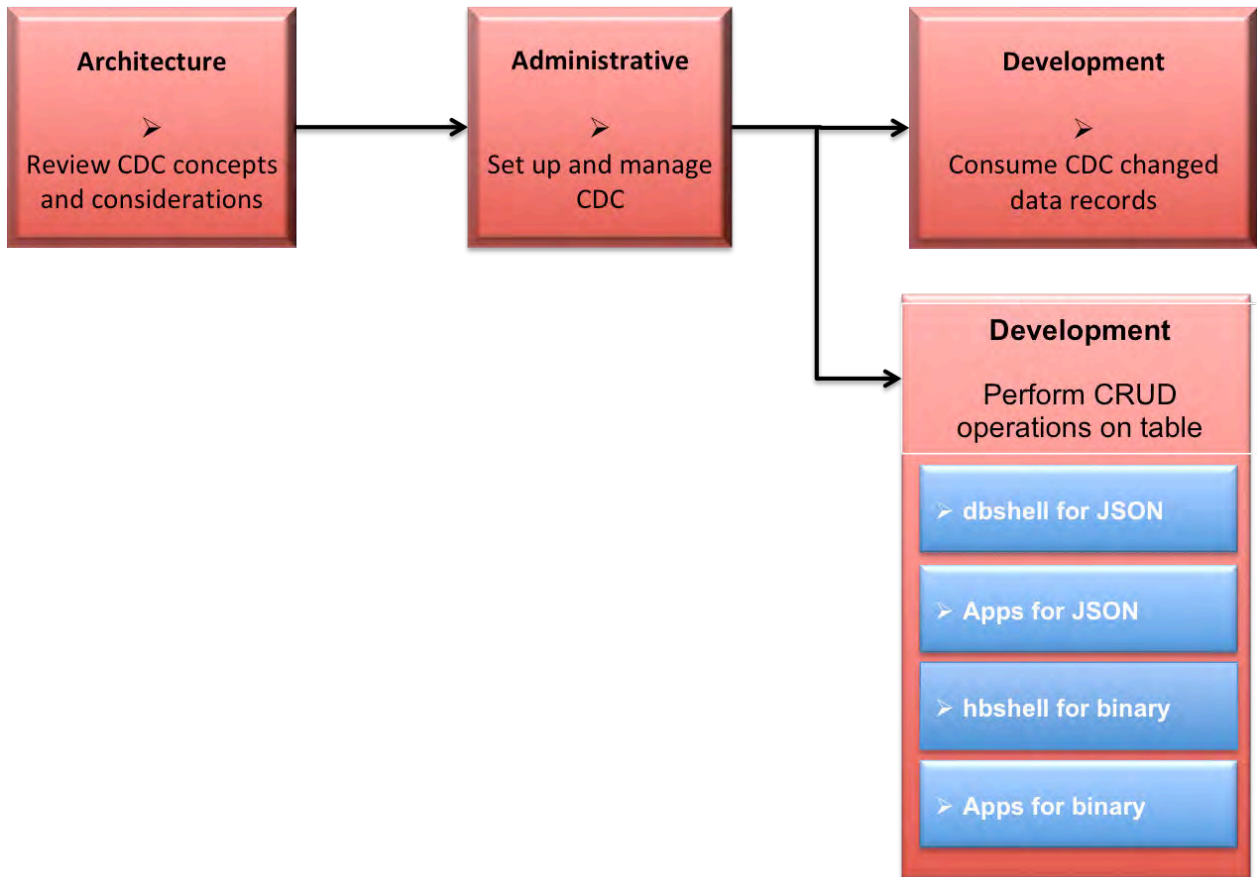 Architecture
➢
Review CDC concepts
and considerations
Administrative
➢
Set up and manage
CDC
Development
➢
Consume CDC changed
data records
Development
Perform CRUD
operations on table
➢ dbshell for JSON
➢ Apps for JSON
➢ hbshell for binary
➢ Apps for binary